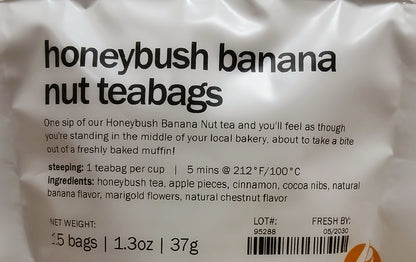 honeybush banana
nut teabags
One sip of our Honeybush Banana Nut tea and you'll feel as though
you're standing in the middle of your local bakery, about to take a bite
out of a freshly baked muffin!
steeping: 1 teabag per cup | 5 mins @ 212°F/100°C
ingredients: honeybush tea, apple pieces, cinnamon, cocoa nibs, natural
banana flavor, marigold flowers, natural chestnut flavor
NET WEIGHT:
15 bags | 1.3oz | 37g
LOT#:
95288
FRESH BY:
05/2030